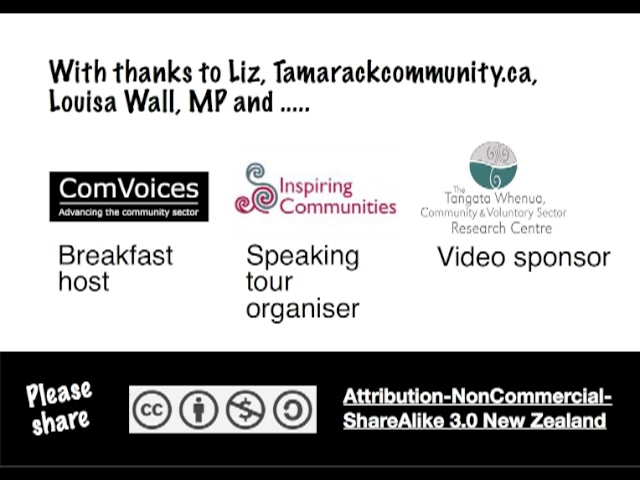 With thanks to Liz, Tamarackcommunity.ca,
Louisa Wall, MP and .....
ComVoices
Advancing the community sector
Breakfast
host
Inspiring
Communities
Speaking
tour
organiser
The
Tangata Whenua,
Community & Voluntary Sector
Research Centre
Video sponsor
Please
share
cc
Attribution-NonCommercial-
ShareAlike 3.0 New Zealand